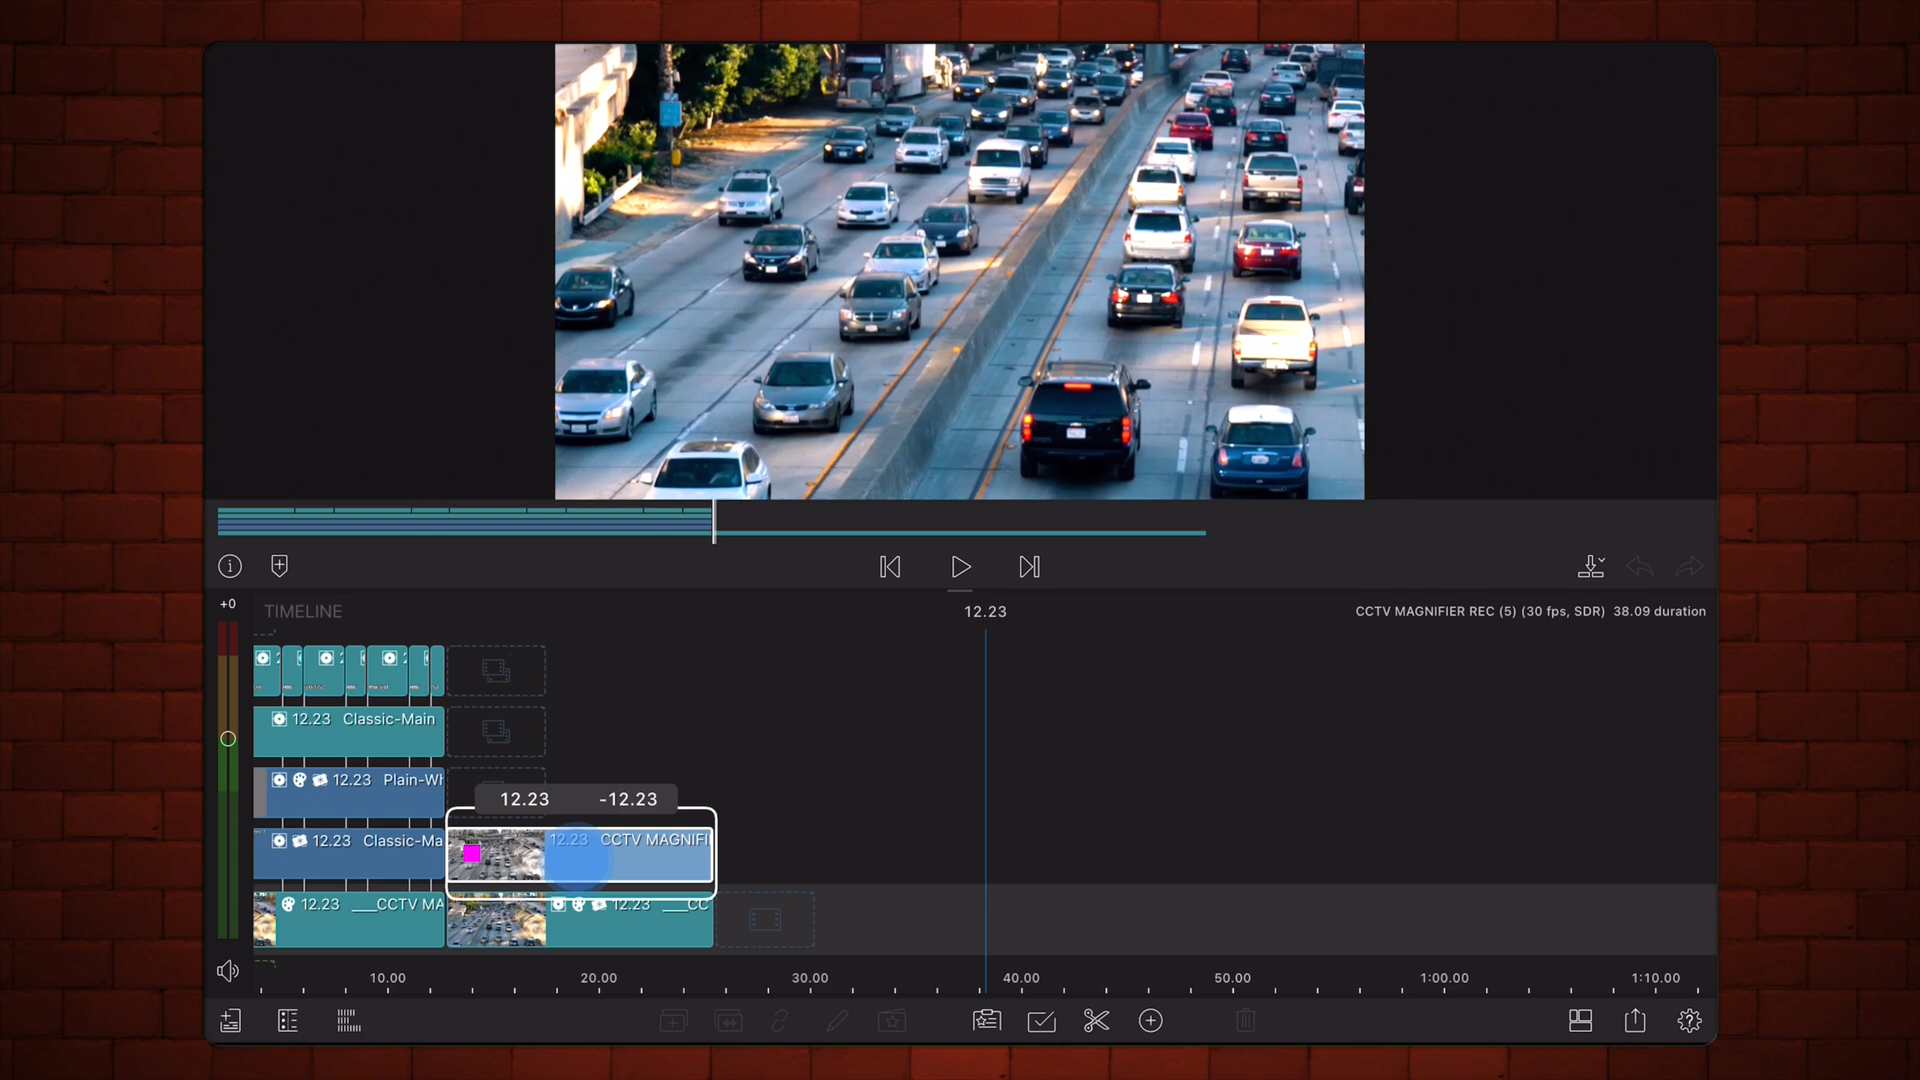 +0
TIMELINE
12.23
CCTV MAGNIFIER REC (5) (30 fps, SDR) 38.09 duration
12.23 Classic-Main
12.23 Plain-Wh
12.23 -12.23
12.23 Classic-Ma
12.23 CCTV MAGNIFI
12.23 ___CCTV MA
12.23 ___CC
10.00 20.00 30.00 40.00 50.00 1:00.00 1:10.00